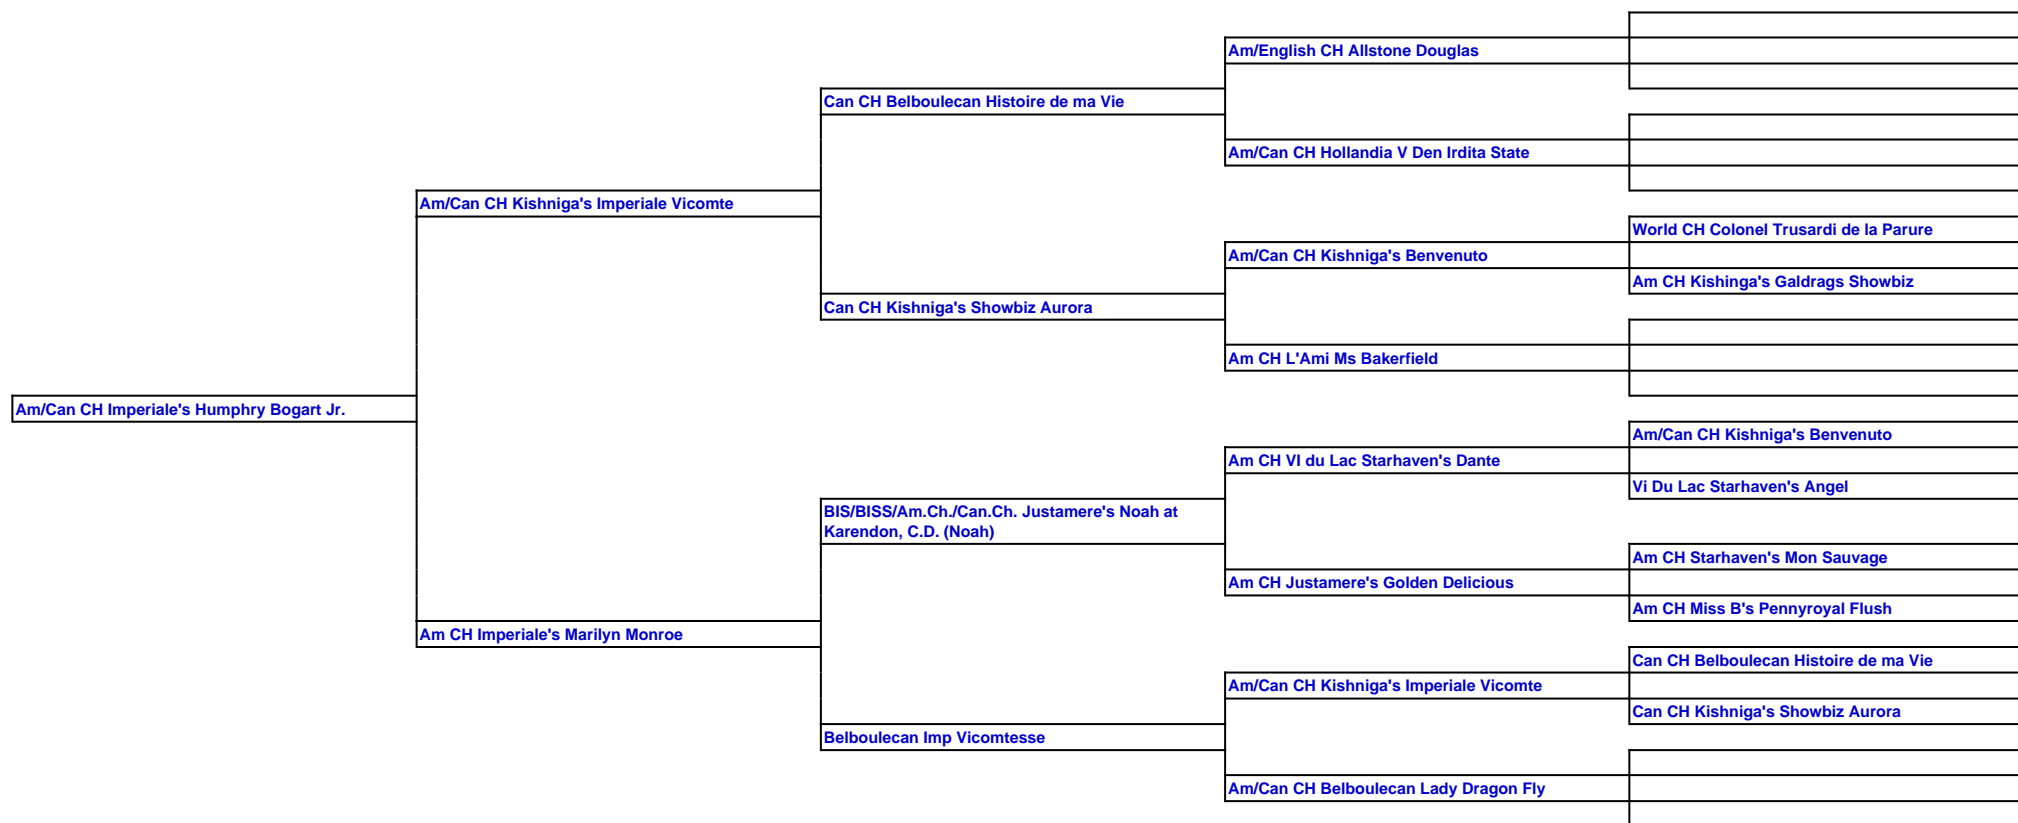 Am/English CH Allstone Douglas
Can CH Belboulecan Histoire de ma Vie
Am/Can CH Hollandia V Den Irdita State
Am/Can CH Kishniga's Imperiale Vicomte
World CH Colonel Trusardi de la Parure
Am/Can CH Kishniga's Benvenuto
Am CH Kishinga's Galdrags Showbiz
Can CH Kishniga's Showbiz Aurora
Am CH L'Ami Ms Bakerfield
Am/Can CH Imperiale's Humphry Bogart Jr.
Am/Can CH Kishniga's Benvenuto
Am CH VI du Lac Starhaven's Dante
Vi Du Lac Starhaven's Angel
BIS/BISS/Am.Ch./Can.Ch. Justamere's Noah at
Karendon, C.D. (Noah)
Am CH Starhaven's Mon Sauvage
Am CH Justamere's Golden Delicious
Am CH Miss B's Pennyroyal Flush
Am CH Imperiale's Marilyn Monroe
Can CH Belboulecan Histoire de ma Vie
Am/Can CH Kishniga's Imperiale Vicomte
Can CH Kishniga's Showbiz Aurora
Belboulecan Imp Vicomtesse
Am/Can CH Belboulecan Lady Dragon Fly